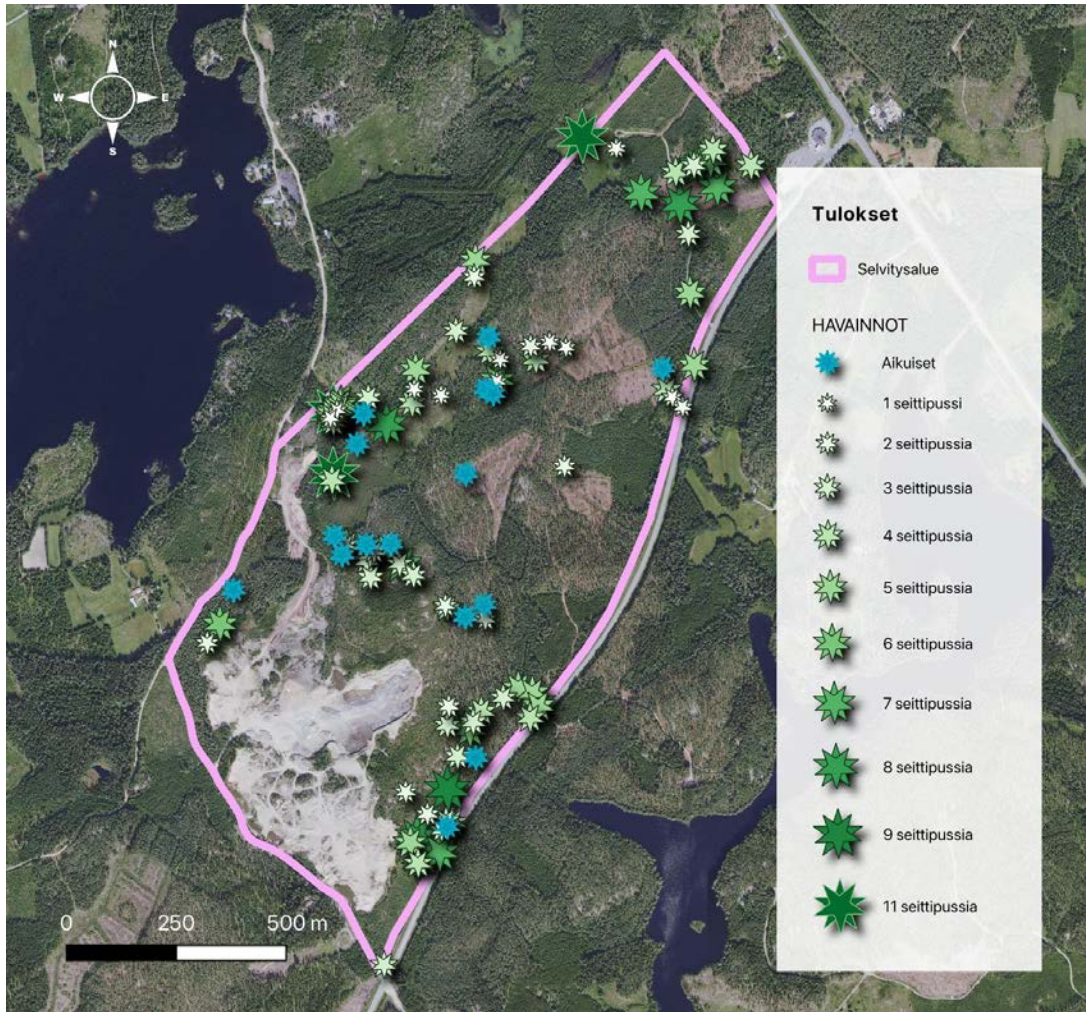 N
W
E
S
Tulokset
Selvitysalue
HAVAINNOT
Aikuiset
1 seittipussi
2 seittipussia
3 seittipussia
4 seittipussia
5 seittipussia
6 seittipussia
7 seittipussia
8 seittipussia
9 seittipussia
11 seittipussia
0 250 500 m